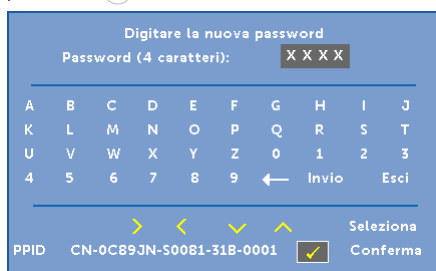 Digitare la nuova password
Password (4 caratteri): X X X X
A B C D E F G H I J
K L M N O P Q R S T
U V W X Y Z 0 1 2 3
4 5 6 7 8 9 ← Invio Esci
Seleziona
PPID CN-0C89JN-S0081-31B-0001 ✓ Conferma